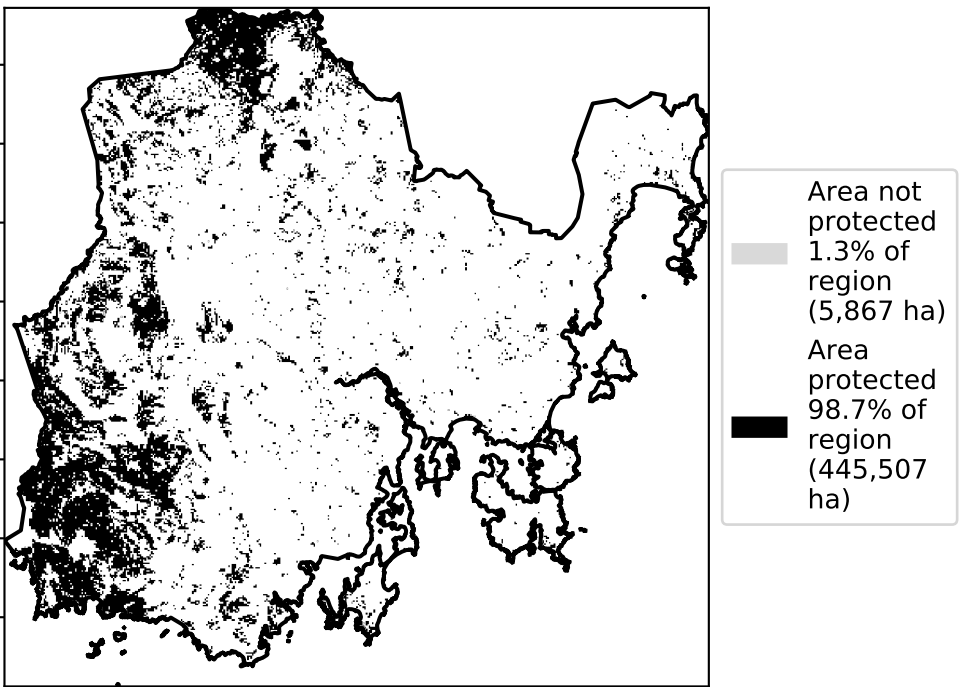 Area not
protected
1.3% of
region
(5,867 ha)
Area
protected
98.7% of
region
(445,507
ha)